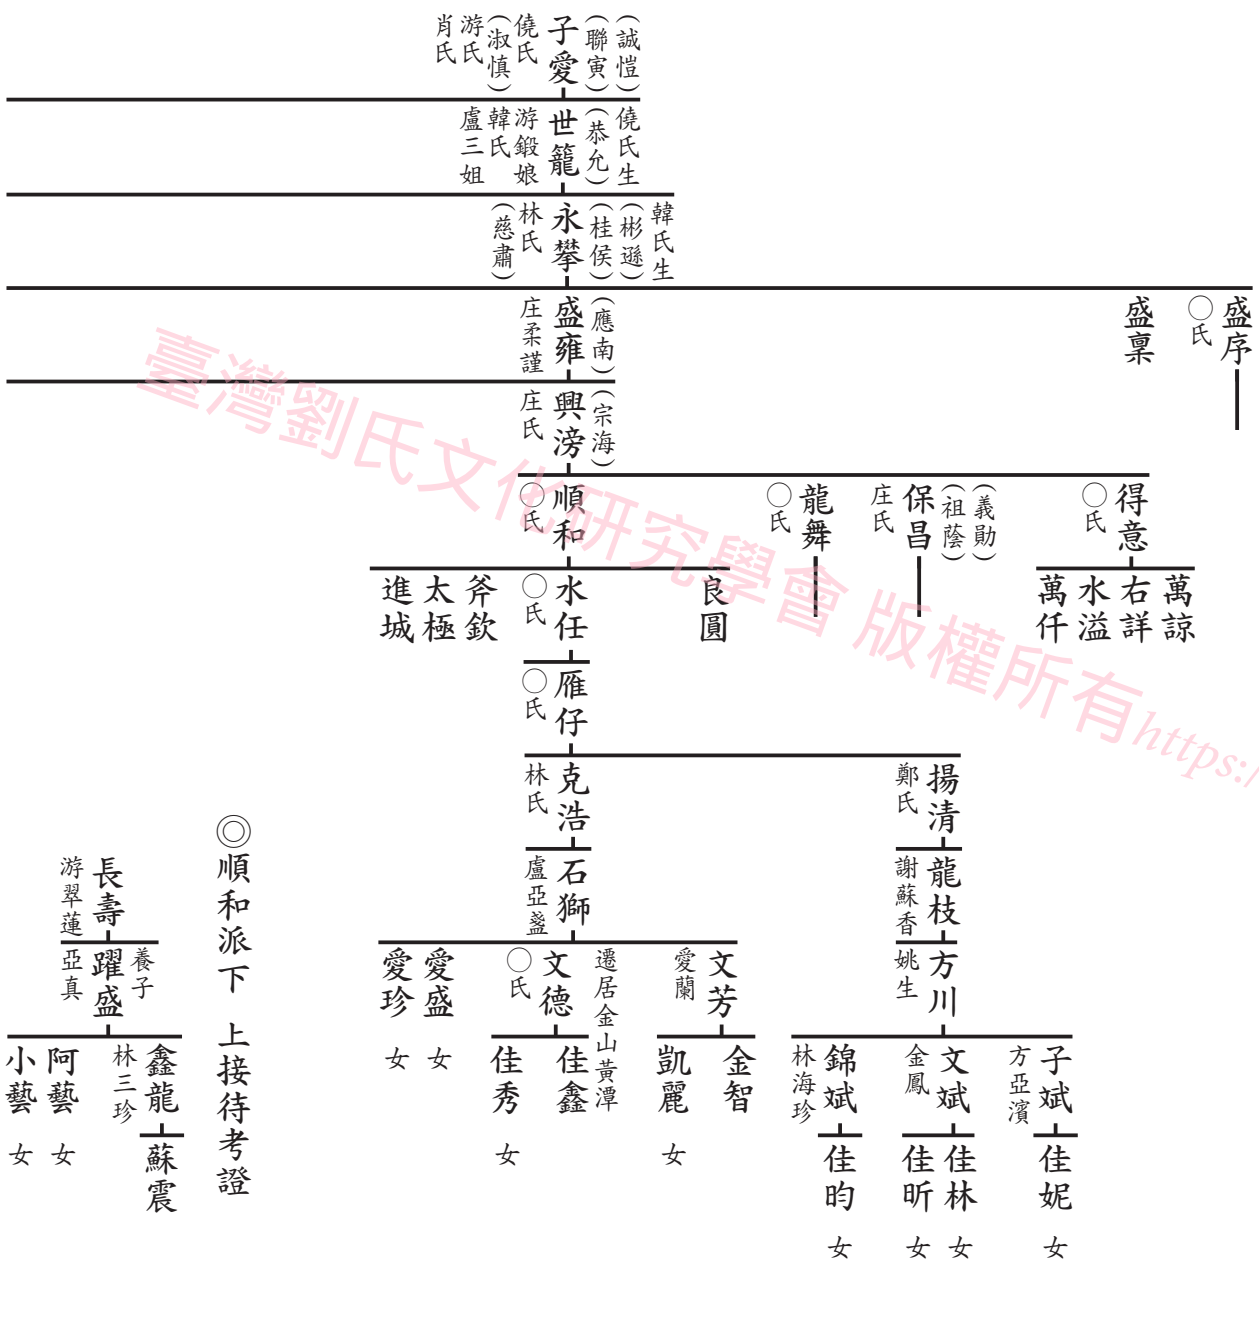 (誠愷)
(聯寅)
子愛
僥氏
(淑慎)
游氏
肖氏
僥氏生
(恭允)
世籠
游鍛娘
韓氏
盧三姐
韓氏生
(彬遜)
(桂侯)
永攀
林氏
(慈肅)
盛序
○氏
盛稟
(應南)
盛雍
庄柔謹
(宗海)
興滂
庄氏
得意
○氏
(義勛)
(祖蔭)
保昌
庄氏
龍舞
○氏
順和
○氏
萬諒
右詳
水溢
萬仟
良圓
水任
○氏
斧欽
太極
進城
雁仔
○氏
揚清
鄭氏
克浩
林氏
龍枝
謝蘇香
石獅
盧亞盞
方川
姚生
文芳
愛蘭
遷居金山黃潭
文德
○氏
愛盛 女
愛珍 女
子斌
方亞濱
文斌
金鳳
錦斌
林海珍
金智
凱麗 女
佳鑫
佳秀 女
佳妮 女
佳林 女
佳昕 女
佳昀 女
◎順和派下 上接待考證
長壽
游翠蓮
養子
躍盛
亞真
鑫龍
林三珍
阿藝 女
小藝 女
蘇震
臺灣劉氏文化研究學會 版權所有https:/